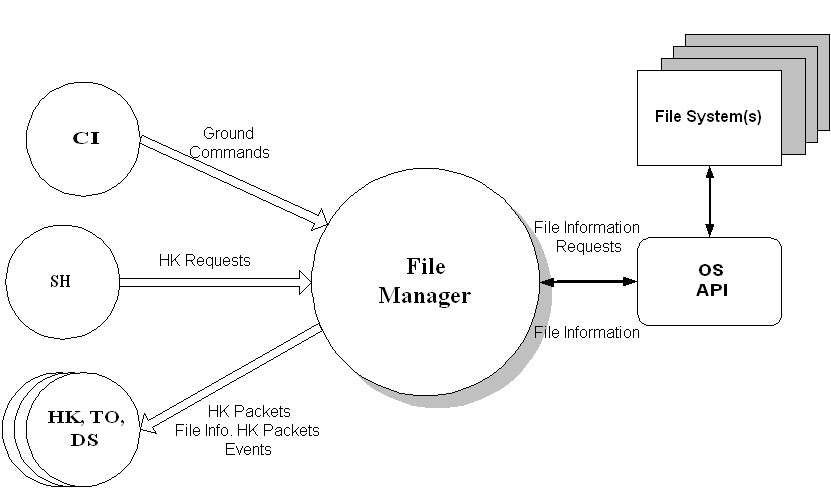 CI
Ground
Commands
File System(s)
SH
HK Requests
File
Manager
File Information
Requests
OS
API
File Information
HK, TO,
DS
HK Packets
File Info. HK Packets
Events